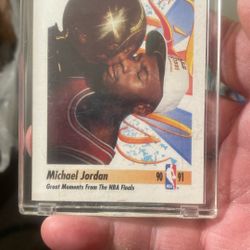 Michael Jordan
90 91
Great Moments From The NBA Finals